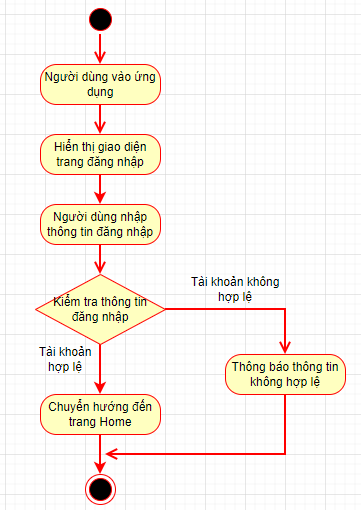 Người dùng vào ứng
dụng
Hiển thị giao diện
trang đăng nhập
Người dùng nhập
thông tin đăng nhập
Kiểm tra thông tin
đăng nhập
Tài khoản không
hợp lệ
Tài khoản
hợp lệ
Thông báo thông tin
không hợp lệ
Chuyển hướng đến
trang Home